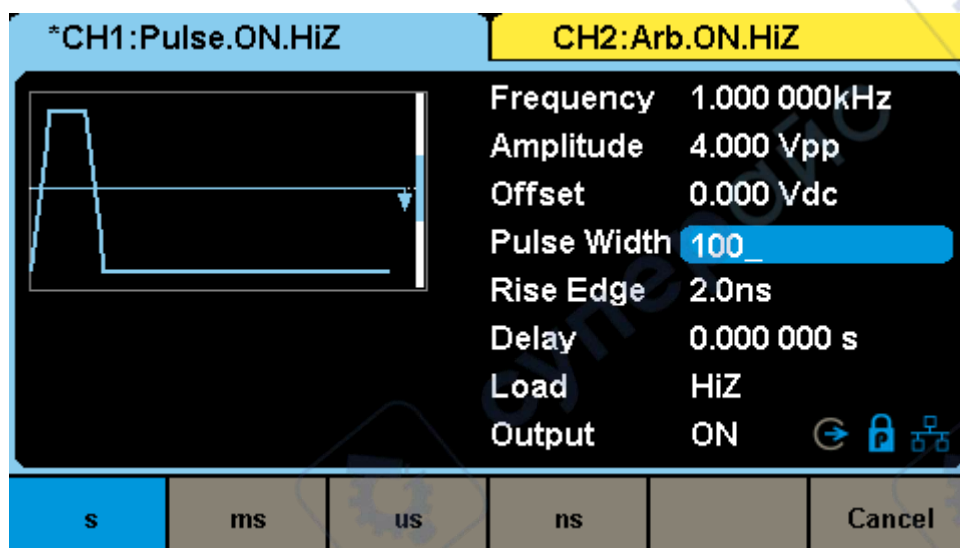 *CH1:Pulse.ON.HiZ CH2:Arb.ON.HiZ
Frequency 1.000 000kHz
Amplitude 4.000 Vpp
Offset 0.000 Vdc
Pulse Width 100_
Rise Edge 2.0ns
Delay 0.000 000 s
Load HiZ
Output ON
s ms us ns Cancel
суперайс